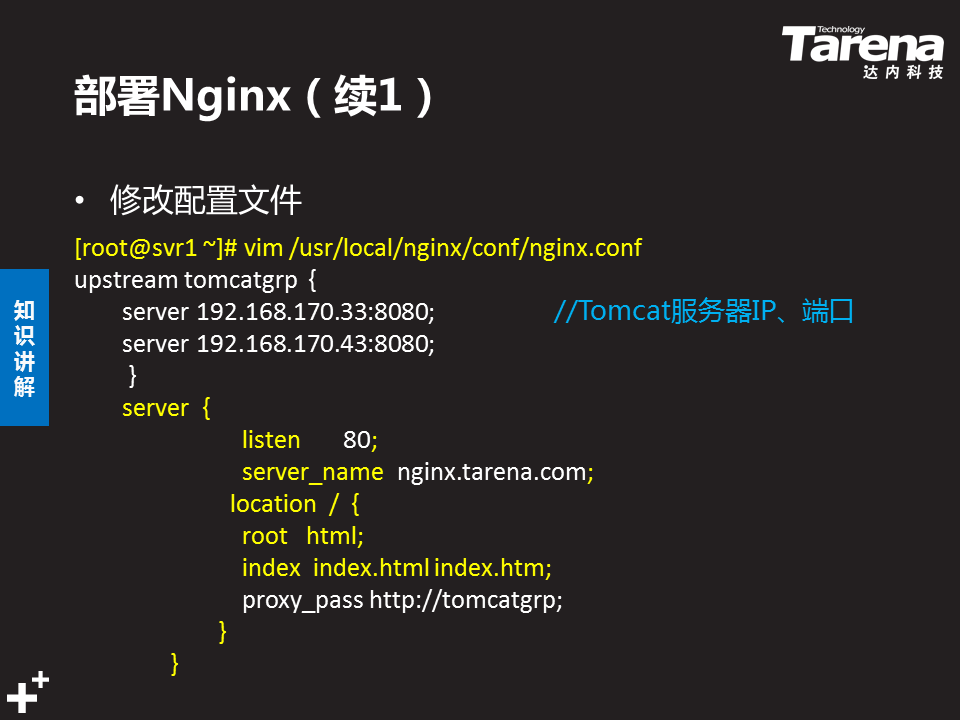 Technology
Tarena
达内科技
部署Nginx（续1）
• 修改配置文件
[root@svr1 ~]# vim /usr/local/nginx/conf/nginx.conf
upstream tomcatgrp {
server 192.168.170.33:8080; //Tomcat服务器IP、端口
server 192.168.170.43:8080;
}
server {
listen 80;
server_name nginx.tarena.com;
location / {
root html;
index index.html index.htm;
proxy_pass http://tomcatgrp;
}
}
知识讲解